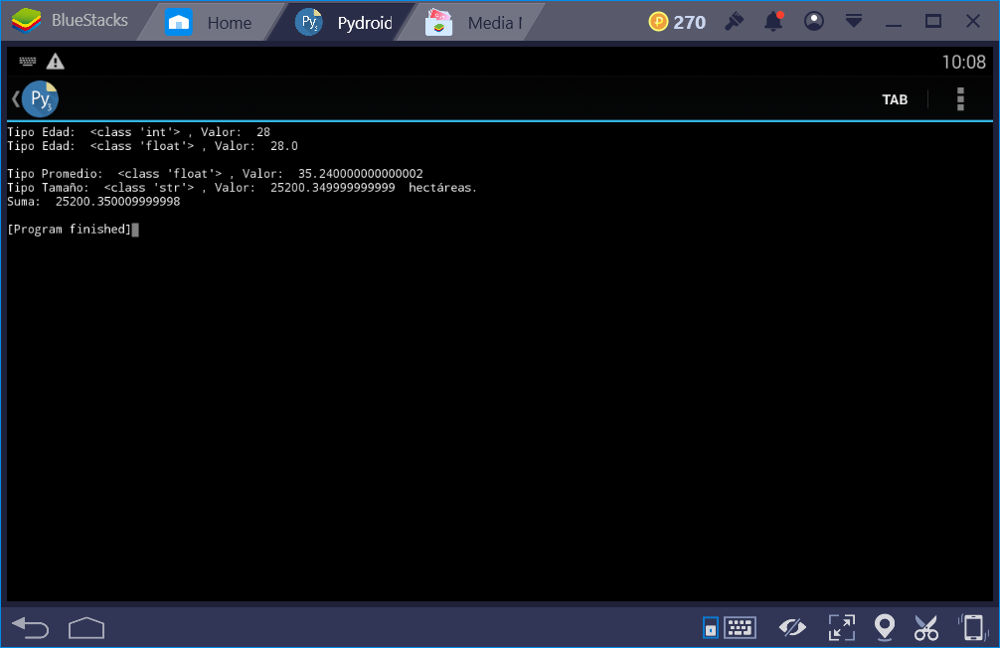 BlueStacks Home Pydroid Media 270
10:08
Py3 TAB
Tipo Edad:  <class 'int'> , Valor:  28
Tipo Edad:  <class 'float'> , Valor:  28.0
Tipo Promedio:  <class 'float'> , Valor:  35.240000000000002
Tipo Tamaño:  <class 'str'> , Valor:  25200.349999999999  hectáreas.
Suma:  25200.350009999998
[Program finished]